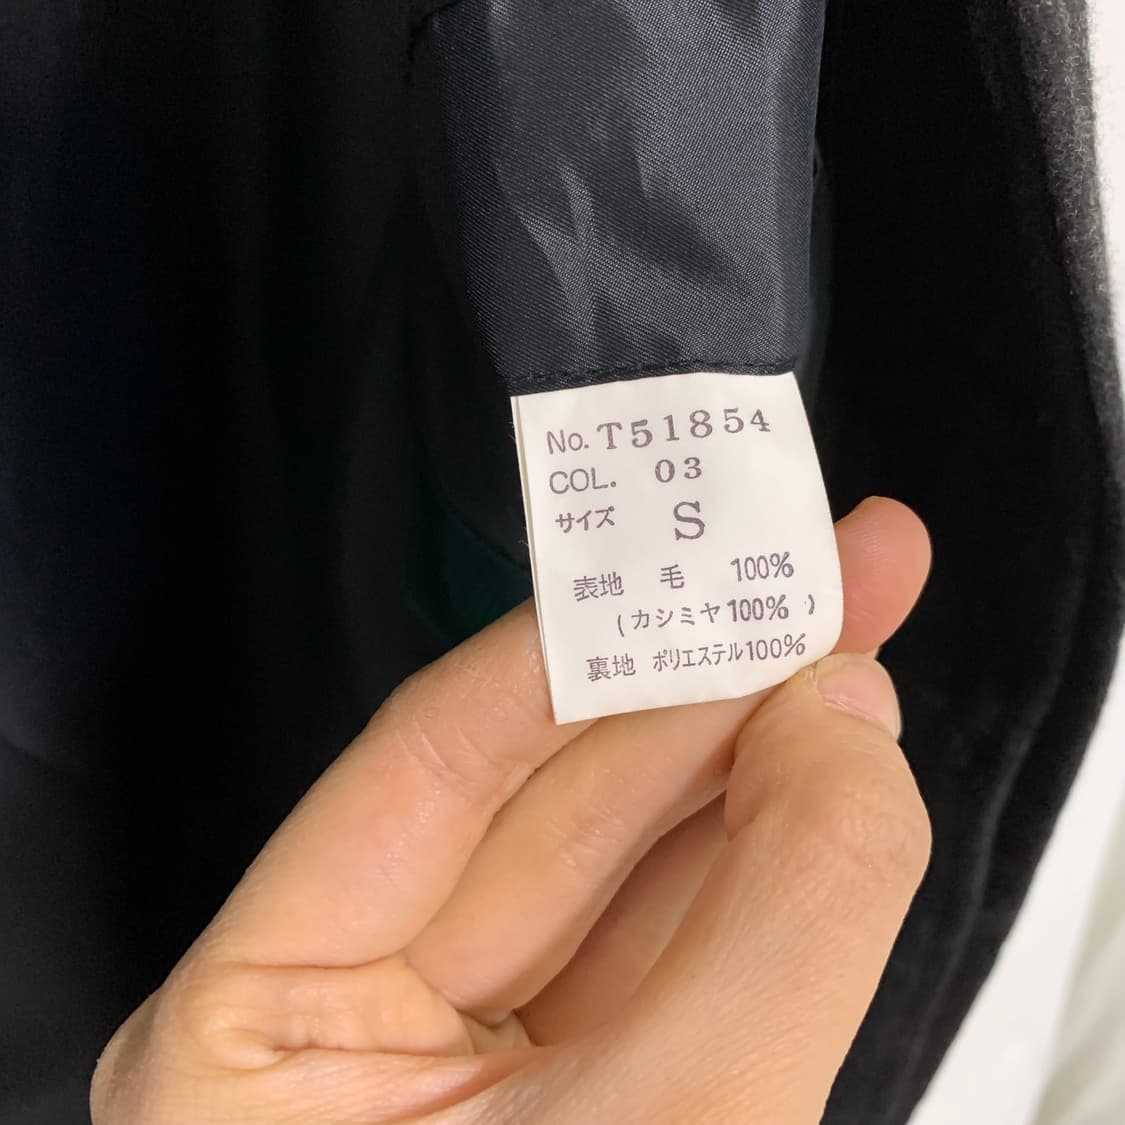 No. T51854
COL. 03
サイズ S
表地 毛 100%
(カシミヤ100% )
裏地 ポリエステル100%